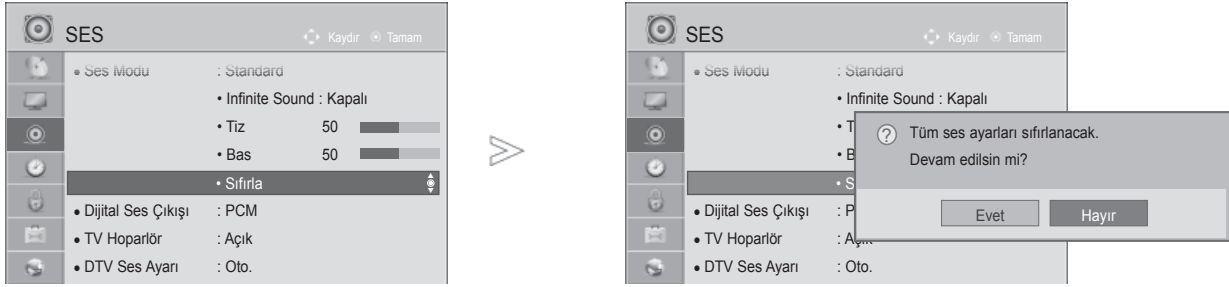 SES
Kaydır Tamam
• Ses Modu : Standard
• Infinite Sound : Kapalı
• Tiz 50
• Bas 50
• Sıfırla
• Dijital Ses Çıkışı : PCM
• TV Hoparlör : Açık
• DTV Ses Ayarı : Oto.
SES
Kaydır Tamam
• Ses Modu : Standard
• Infinite Sound : Kapalı
• T
• B
• S
• Dijital Ses Çıkışı : P
• TV Hoparlör :
• DTV Ses Ayarı : Oto.
? Tüm ses ayarları sıfırlanacak.
Devam edilsin mi?
Evet Hayır